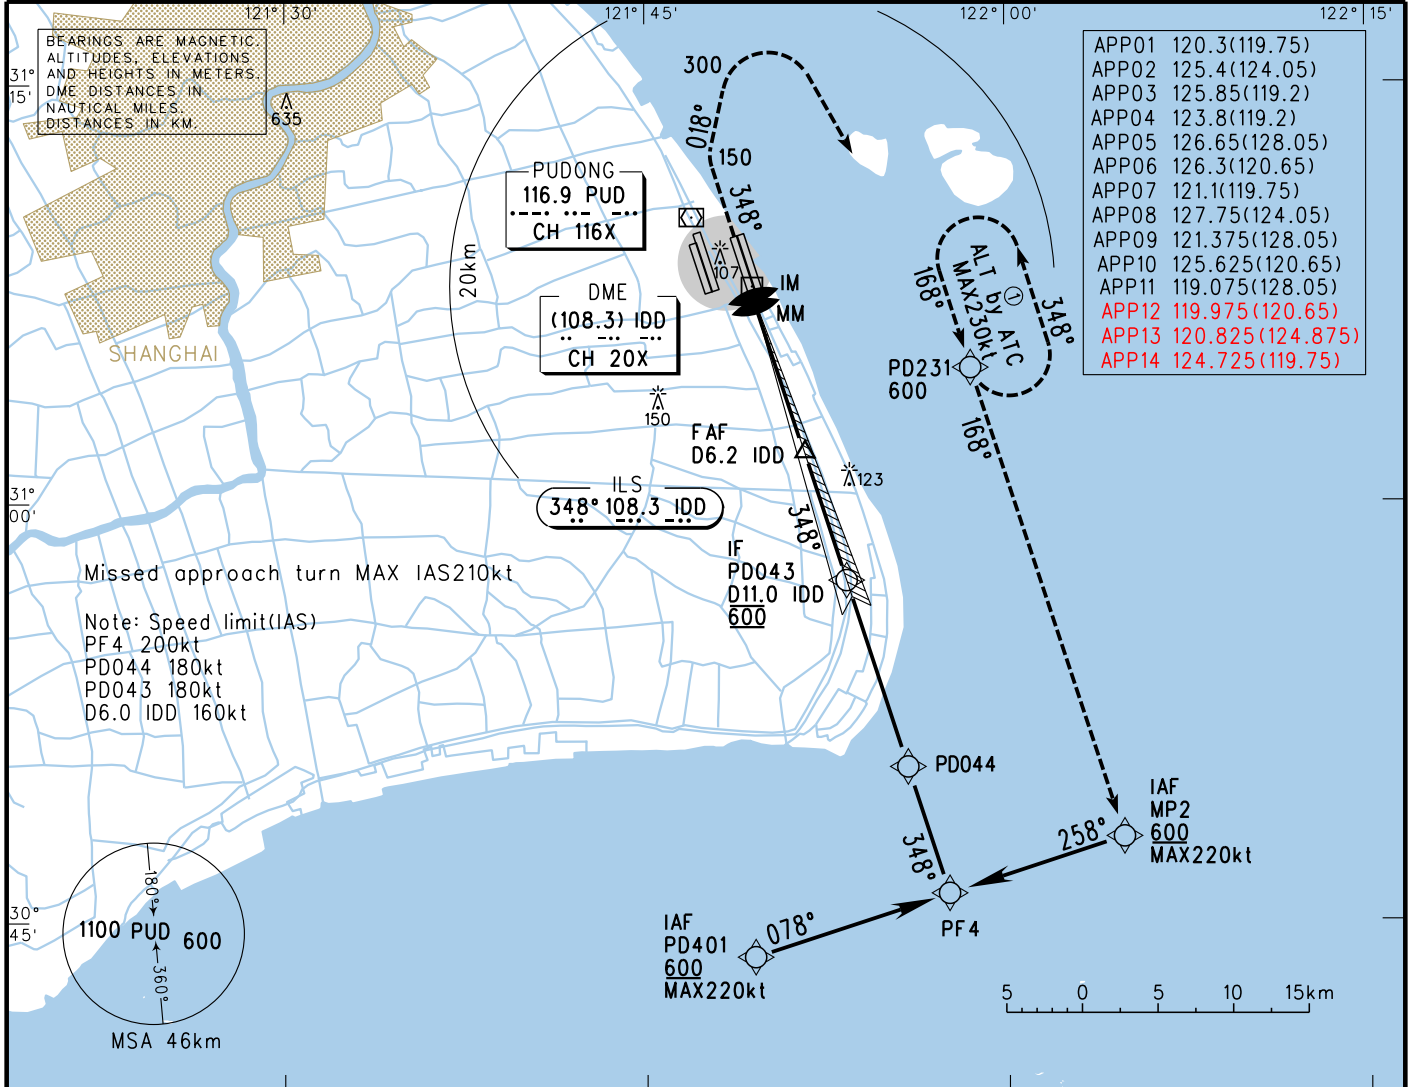 121° 30'
121° 45'
122° 00'
122° 15'
BEARINGS ARE MAGNETIC.
ALTITUDES, ELEVATIONS
AND HEIGHTS IN METERS.
DME DISTANCES IN
NAUTICAL MILES.
DISTANCES IN KM.
31°
15'
635
APP01 120.3(119.75)
APP02 125.4(124.05)
APP03 125.85(119.2)
APP04 123.8(119.2)
APP05 126.65(128.05)
APP06 126.3(120.65)
APP07 121.1(119.75)
APP08 127.75(124.05)
APP09 121.375(128.05)
APP10 125.625(120.65)
APP11 119.075(128.05)
APP12 119.975(120.65)
APP13 120.825(124.875)
APP14 124.725(119.75)
300
018°
150
348°
PUDONG
116.9 PUD
CH 116X
107
20km
IM
MM
DME
(108.3) IDD
CH 20X
SHANGHAI
ALT by ATC
①
MAX230kt
168°
348°
PD231
600
168°
150
FAF
D6.2 IDD
123
ILS
348° 108.3 IDD
348°
31°
00'
IF
PD043
D11.0 IDD
600
Missed approach turn MAX IAS210kt
Note: Speed limit(IAS)
PF4 200kt
PD044 180kt
PD043 180kt
D6.0 IDD 160kt
PD044
IAF
MP2
600
MAX220kt
258°
348°
PF4
30°
45'
180°
1100 PUD 600
360°
MSA 46km
IAF
PD401
600
MAX220kt
078°
5 0 5 10 15km